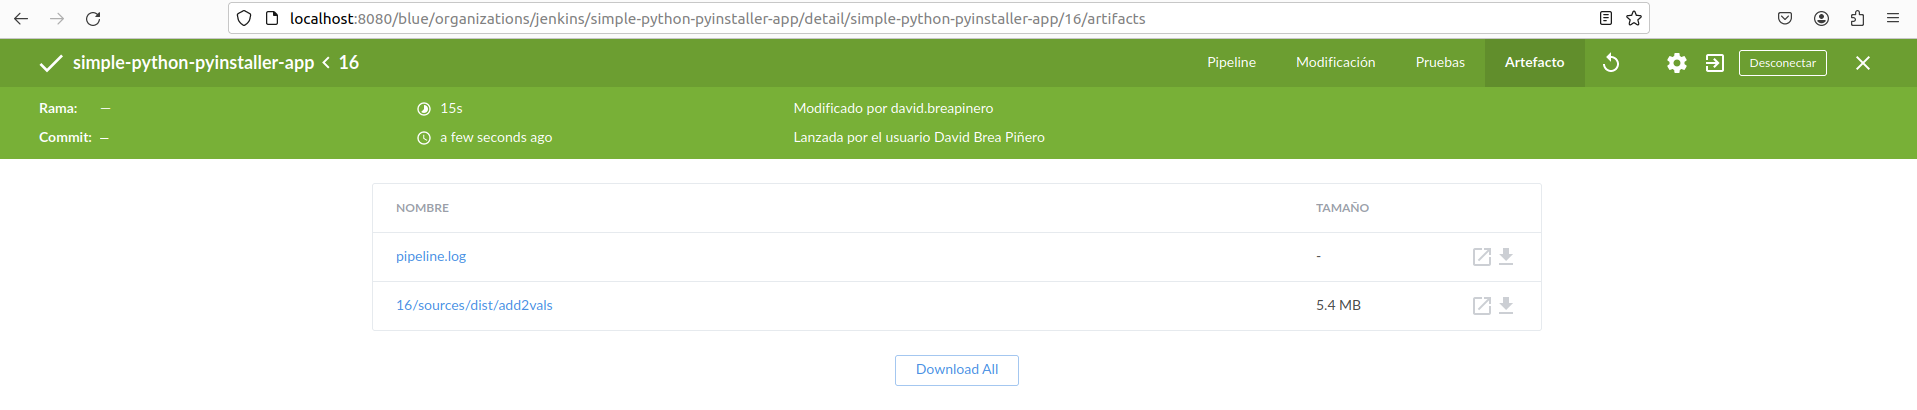 localhost:8080/blue/organizations/jenkins/simple-python-pyinstaller-app/detail/simple-python-pyinstaller-app/16/artifacts
simple-python-pyinstaller-app < 16 Pipeline Modificación Pruebas Artefacto Desconectar
Rama: — 15s Modificado por david.breapinero
Commit: — a few seconds ago Lanzada por el usuario David Brea Piñero
NOMBRE TAMAÑO
pipeline.log -
16/sources/dist/add2vals 5.4 MB
Download All